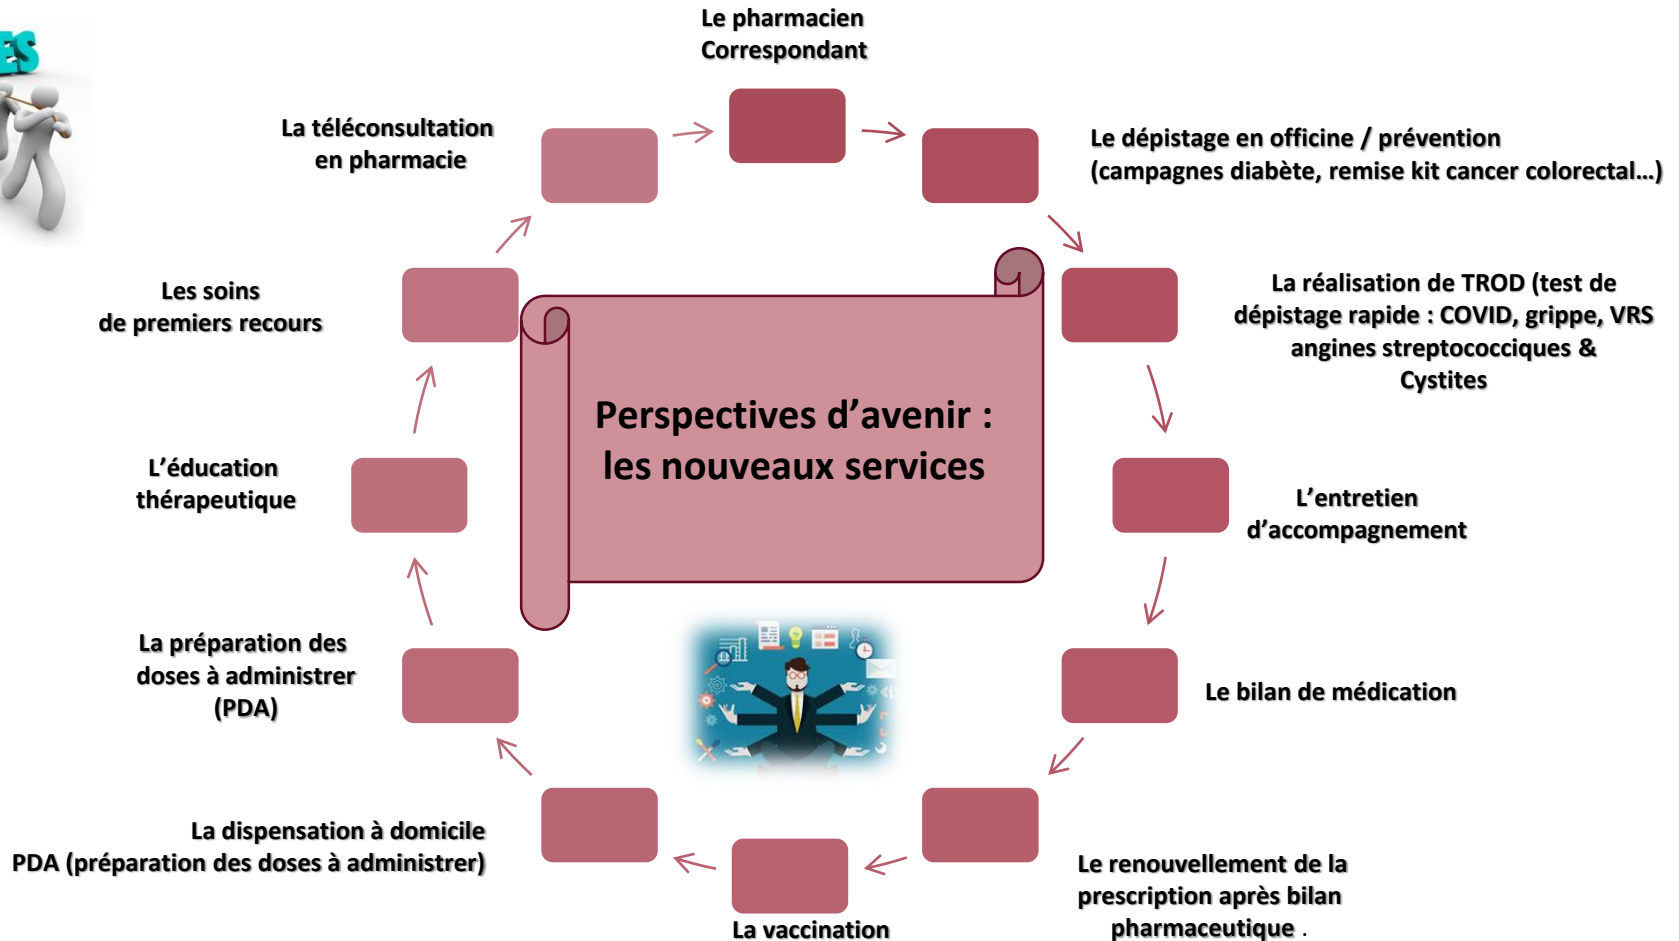 Le pharmacien
Correspondant
ES
La téléconsultation
en pharmacie
Le dépistage en officine / prévention
(campagnes diabète, remise kit cancer colorectal…)
Les soins
de premiers recours
La réalisation de TROD (test de
dépistage rapide : COVID, grippe, VRS
angines streptococciques &
Cystites
Perspectives d’avenir :
les nouveaux services
L’éducation
thérapeutique
L’entretien
d’accompagnement
La préparation des
doses à administrer
(PDA)
Le bilan de médication
La dispensation à domicile
PDA (préparation des doses à administrer)
Le renouvellement de la
prescription après bilan
pharmaceutique .
La vaccination